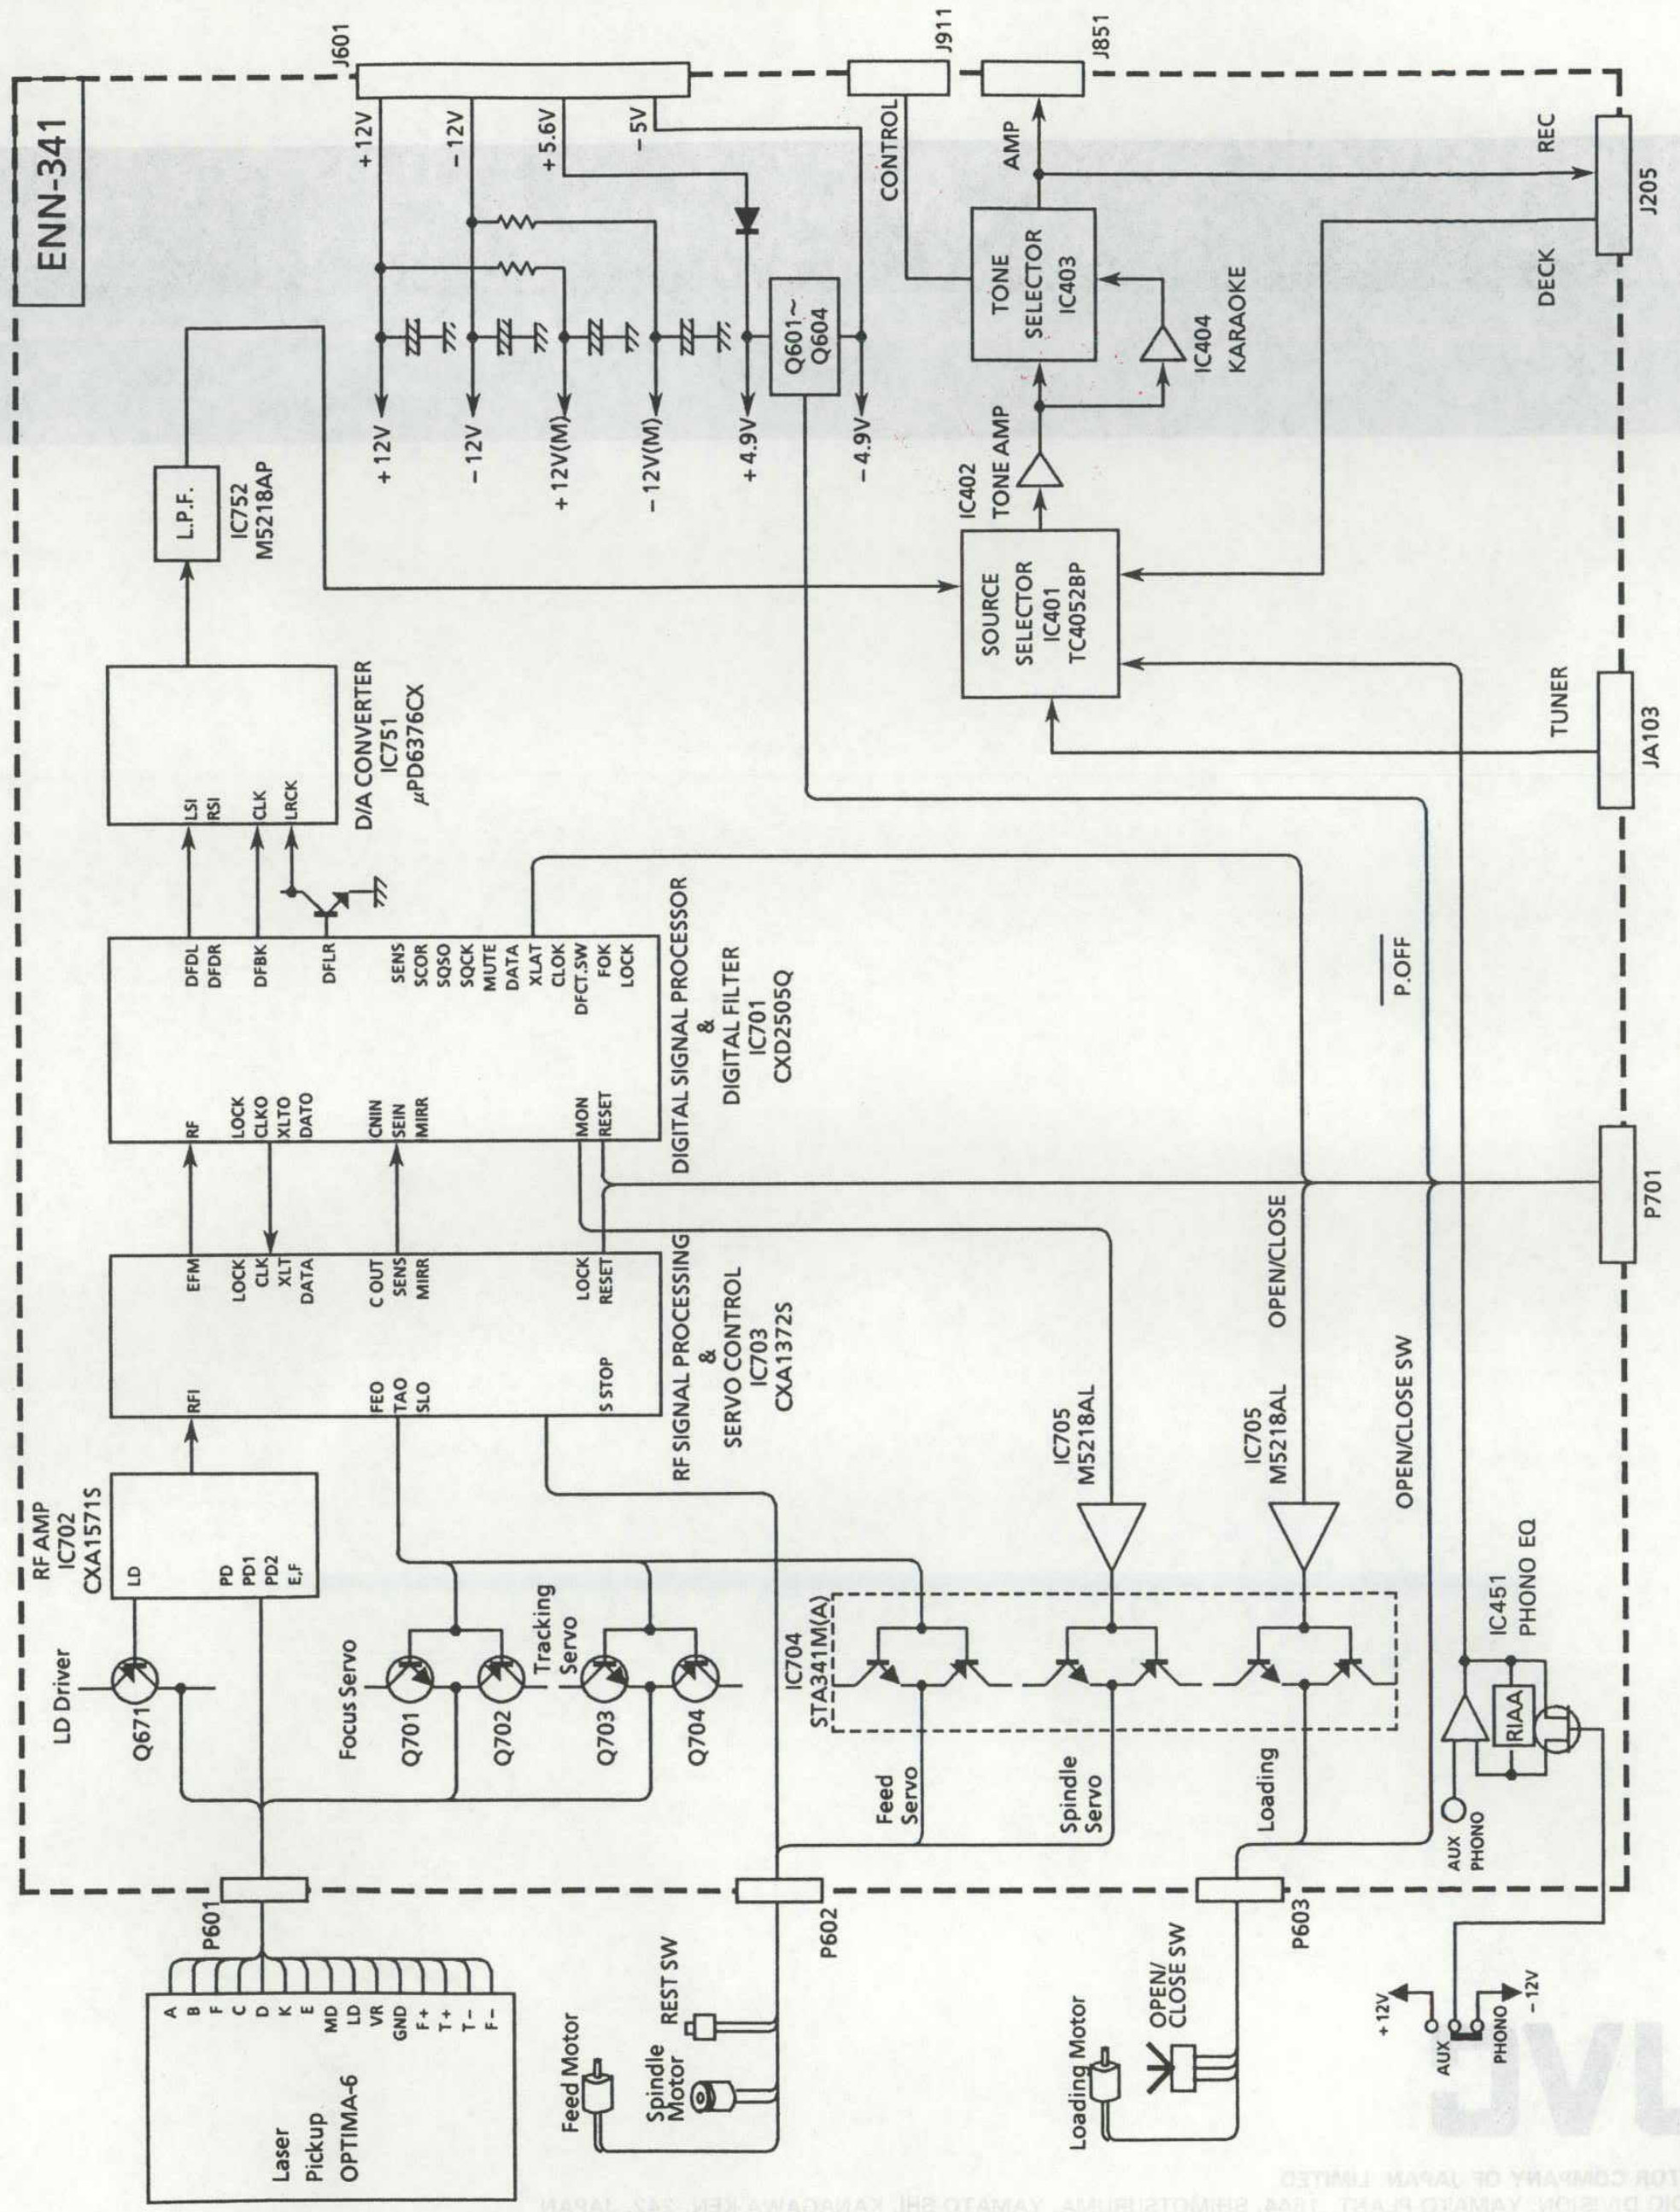 ENN-341
Laser
Pickup
OPTIMA-6
A
B
F
C
D
K
E
MD
LD
VR
GND
F+
T+
T−
F−
P601
LD Driver
Q671
RF AMP
IC702
CXA1571S
LD
PD
PD1
PD2
E,F
Focus Servo
Q701
Q702
Tracking
Servo
Q703
Q704
RFI
FEO
TAO
SLO
S STOP
EFM
LOCK
CLK
XLT
DATA
C OUT
SENS
MIRR
LOCK
RESET
RF SIGNAL PROCESSING
&
SERVO CONTROL
IC703
CXA1372S
RF
LOCK
CLKO
XLTO
DATO
CNIN
SEIN
MIRR
MON
RESET
DFDL
DFDR
DFBK
DFLR
SENS
SCOR
SQSO
SQCK
MUTE
DATA
XLAT
CLOK
DFCT.SW
FOK
LOCK
DIGITAL SIGNAL PROCESSOR
&
DIGITAL FILTER
IC701
CXD2505Q
LSI
RSI
CLK
LRCK
D/A CONVERTER
IC751
µPD6376CX
L.P.F.
IC752
M5218AP
J601
+12V
−12V
+5.6V
−5V
+12V
−12V
+12V(M)
−12V(M)
+4.9V
−4.9V
Q601~
Q604
CONTROL
J911
AMP
J851
TONE
SELECTOR
IC403
IC404
KARAOKE
IC402
TONE AMP
SOURCE
SELECTOR
IC401
TC4052BP
REC
DECK
J205
TUNER
JA103
P.OFF
P701
Feed Motor
Spindle
Motor
REST SW
P602
IC704
STA341M(A)
Feed
Servo
Spindle
Servo
Loading
IC705
M5218AL
IC705
M5218AL
OPEN/CLOSE
OPEN/CLOSE SW
Loading Motor
OPEN/
CLOSE SW
P603
AUX
PHONO
RIAA
IC451
PHONO EQ
+12V
AUX
PHONO
−12V
JVC
TOR COMPANY OF JAPAN, LIMITED